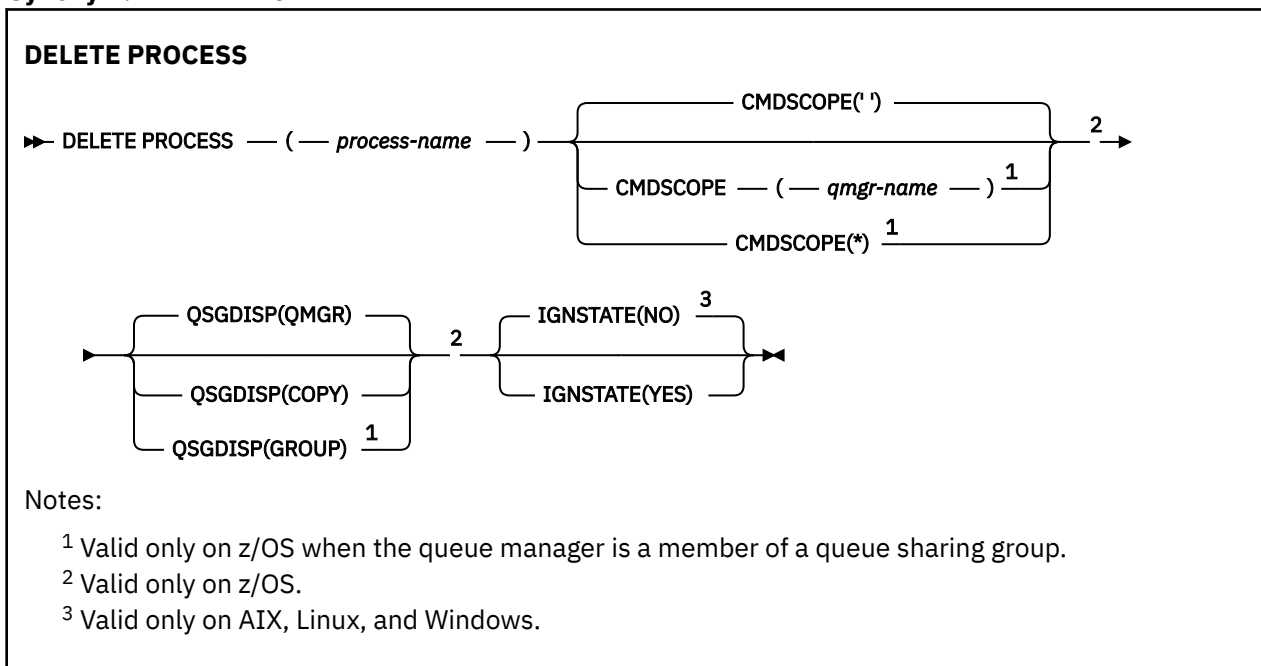 DELETE PROCESS
CMDSCOPE(' ')
DELETE PROCESS ( process-name ) 2
CMDSCOPE ( qmgr-name ) 1
CMDSCOPE(*) 1
QSGDISP(QMGR) 2 IGNSTATE(NO) 3
QSGDISP(COPY) IGNSTATE(YES)
QSGDISP(GROUP) 1
Notes:
1 Valid only on z/OS when the queue manager is a member of a queue sharing group.
2 Valid only on z/OS.
3 Valid only on AIX, Linux, and Windows.